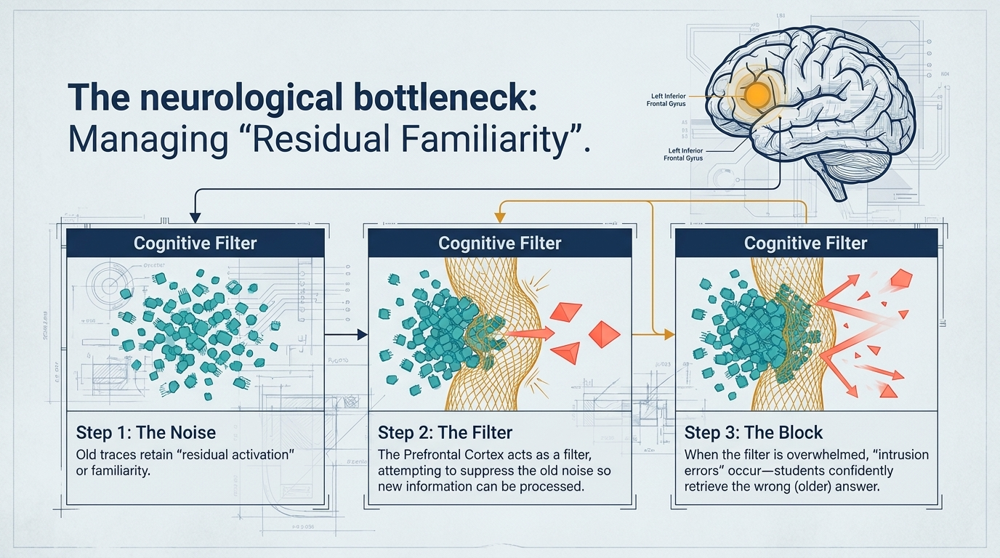 The neurological bottleneck:
Managing “Residual Familiarity”.
Left Inferior
Frontal Gyrus
Left Inferior
Frontal Gyrus
Cognitive Filter
Step 1: The Noise
Old traces retain “residual activation”
or familiarity.
Cognitive Filter
Step 2: The Filter
The Prefrontal Cortex acts as a filter,
attempting to suppress the old noise so
new information can be processed.
Cognitive Filter
Step 3: The Block
When the filter is overwhelmed, “intrusion
errors” occur—students confidently
retrieve the wrong (older) answer.